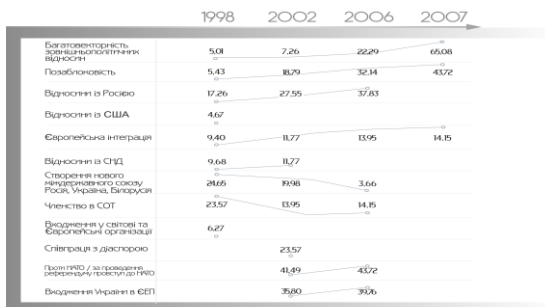 1998 2002 2006 2007
Багатовекторність
зовнішньополітичних
відносин
5,01 7,26 22,29 65,08
Позаблоковість 5,43 18,79 32,14 43,72
Відносини із Росією 17,26 27,55 37,83
Відносини із США 4,67
Європейська інтеграція 9,40 11,77 13,95 14,15
Відносини із СНД 9,68 11,77
Створення нового
міждержавного союзу
Росія, Україна, Білорусія
24,65 19,98 3,66
Членство в СОТ 23,57 13,95 14,15
Входження у світові та
Європейські організації
6,27
Співпраця з діаспорою 23,57
Проти НАТО / за проведення
референдуму провступ до НАТО
41,49 43,72
Входження України в ЄЕП 35,80 39,76